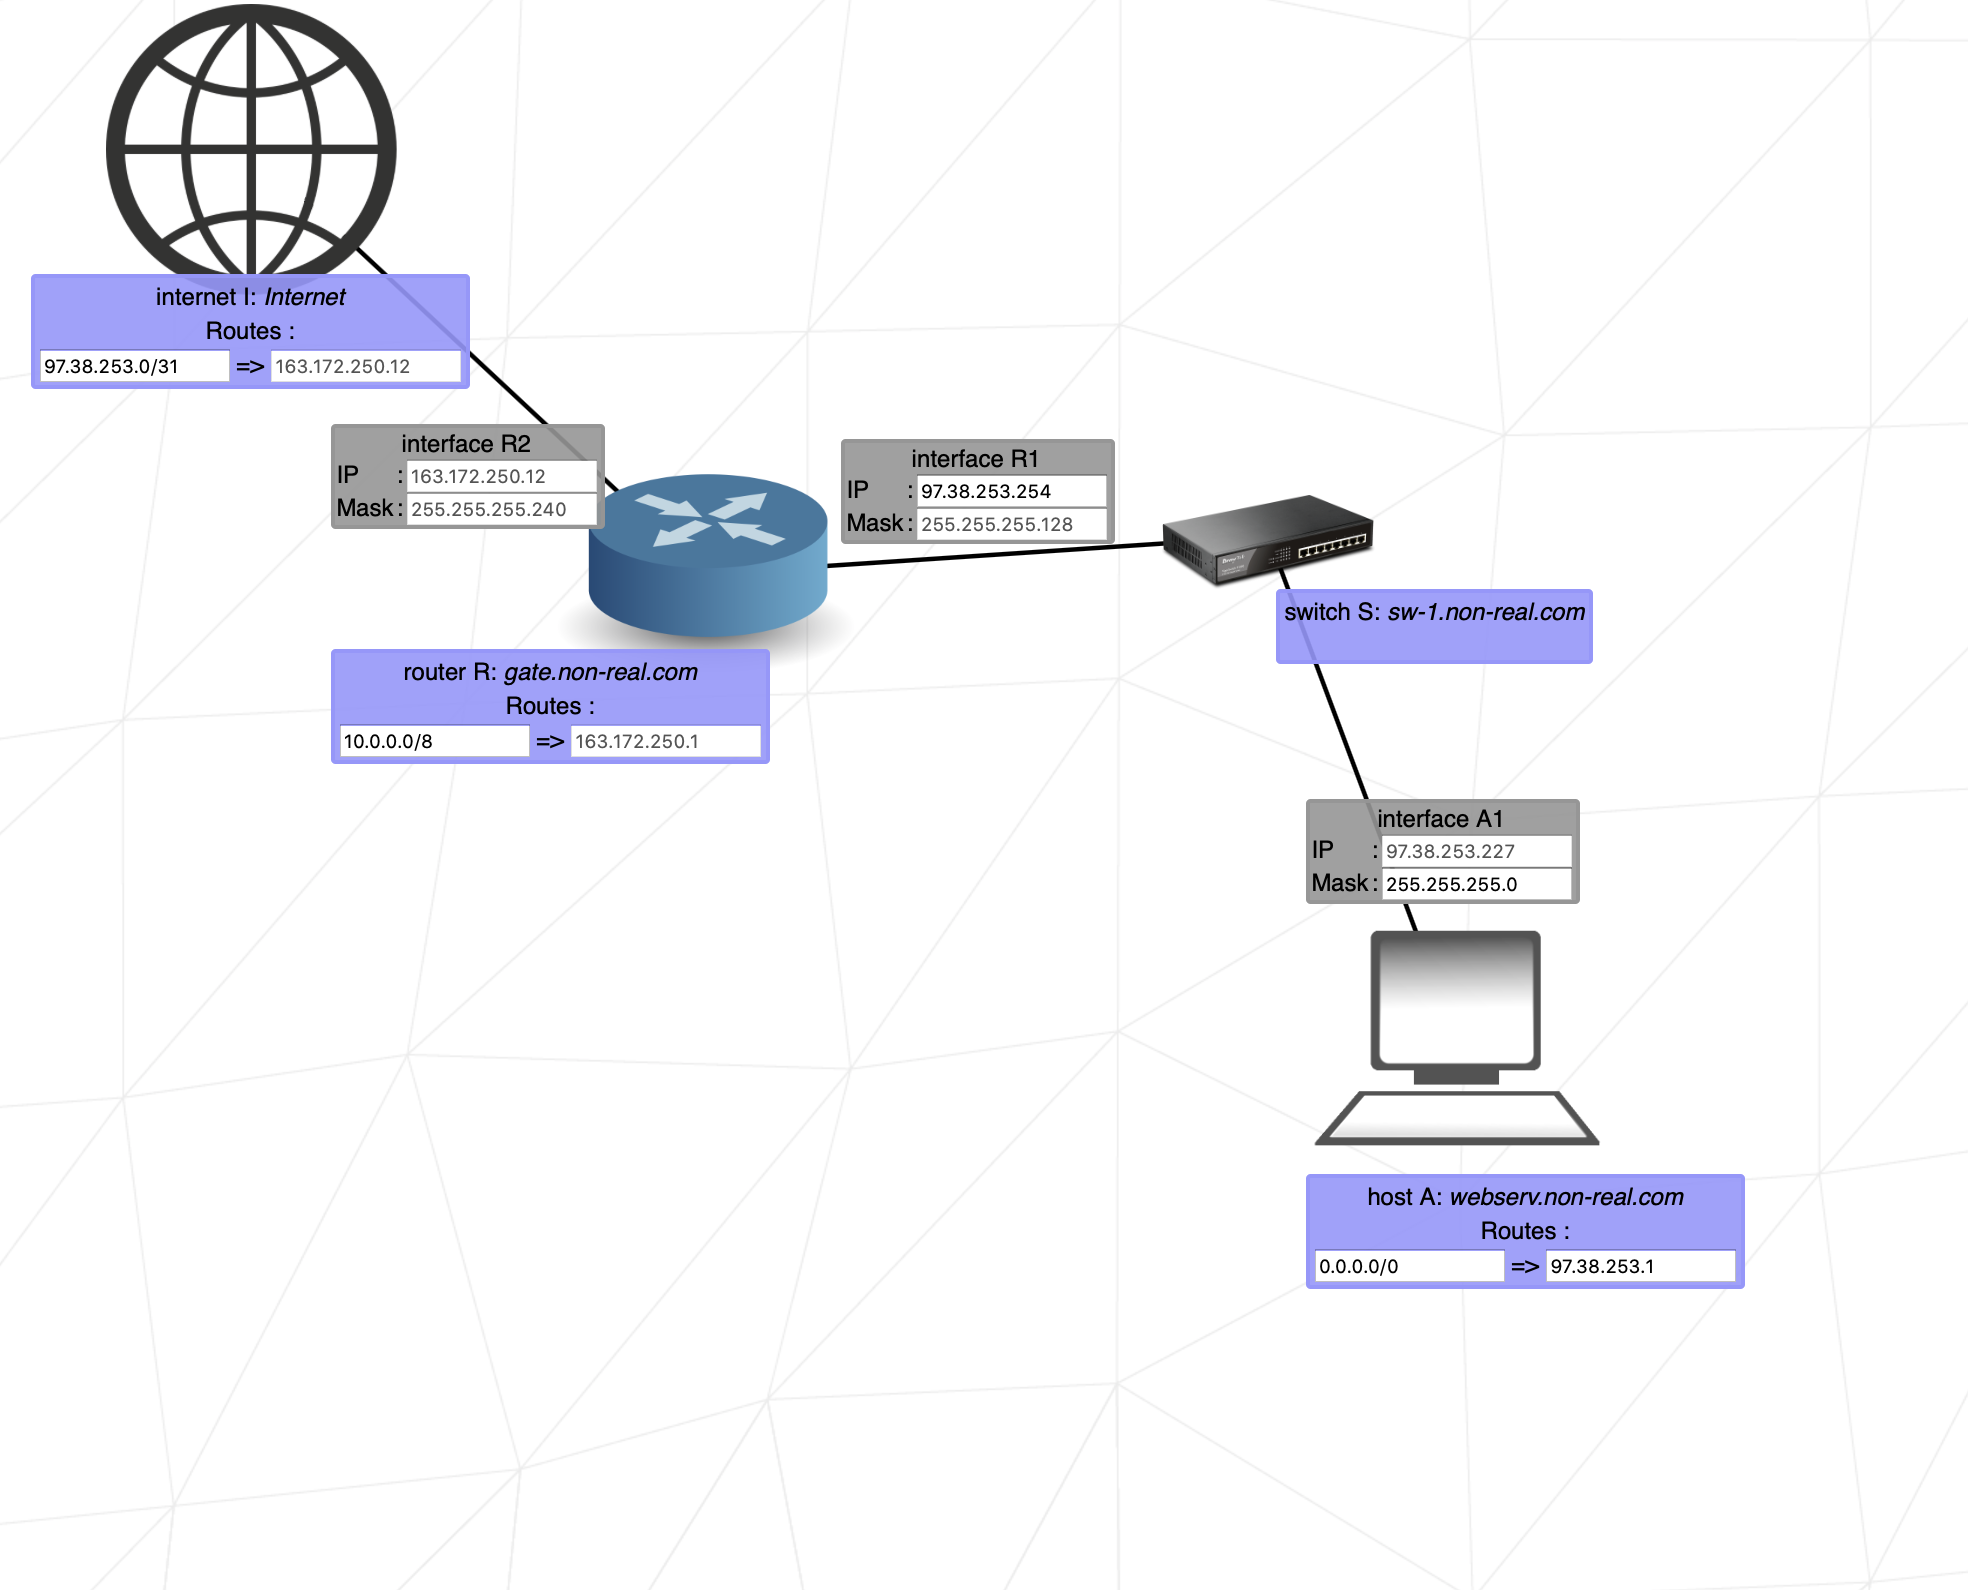 internet I: Internet
Routes :
97.38.253.0/31 => 163.172.250.12
interface R2
IP : 163.172.250.12
Mask : 255.255.255.240
interface R1
IP : 97.38.253.254
Mask : 255.255.255.128
switch S: sw-1.non-real.com
router R: gate.non-real.com
Routes :
10.0.0.0/8 => 163.172.250.1
interface A1
IP : 97.38.253.227
Mask : 255.255.255.0
host A: webserv.non-real.com
Routes :
0.0.0.0/0 => 97.38.253.1